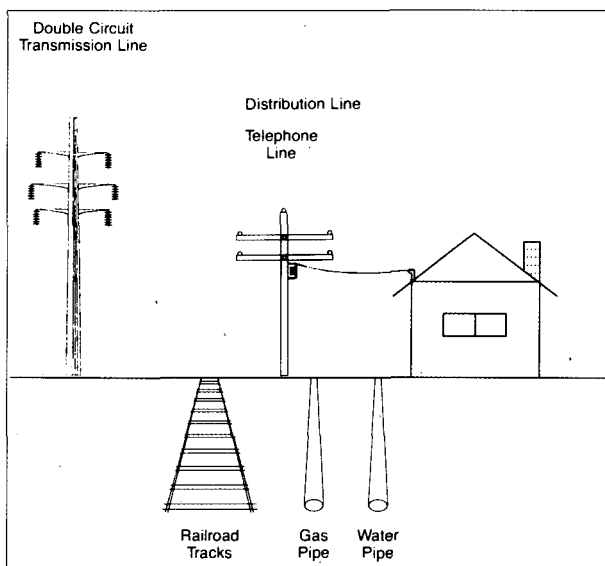 Double Circuit
Transmission Line
Distribution Line
Telephone
Line
Railroad
Tracks
Gas
Pipe
Water
Pipe